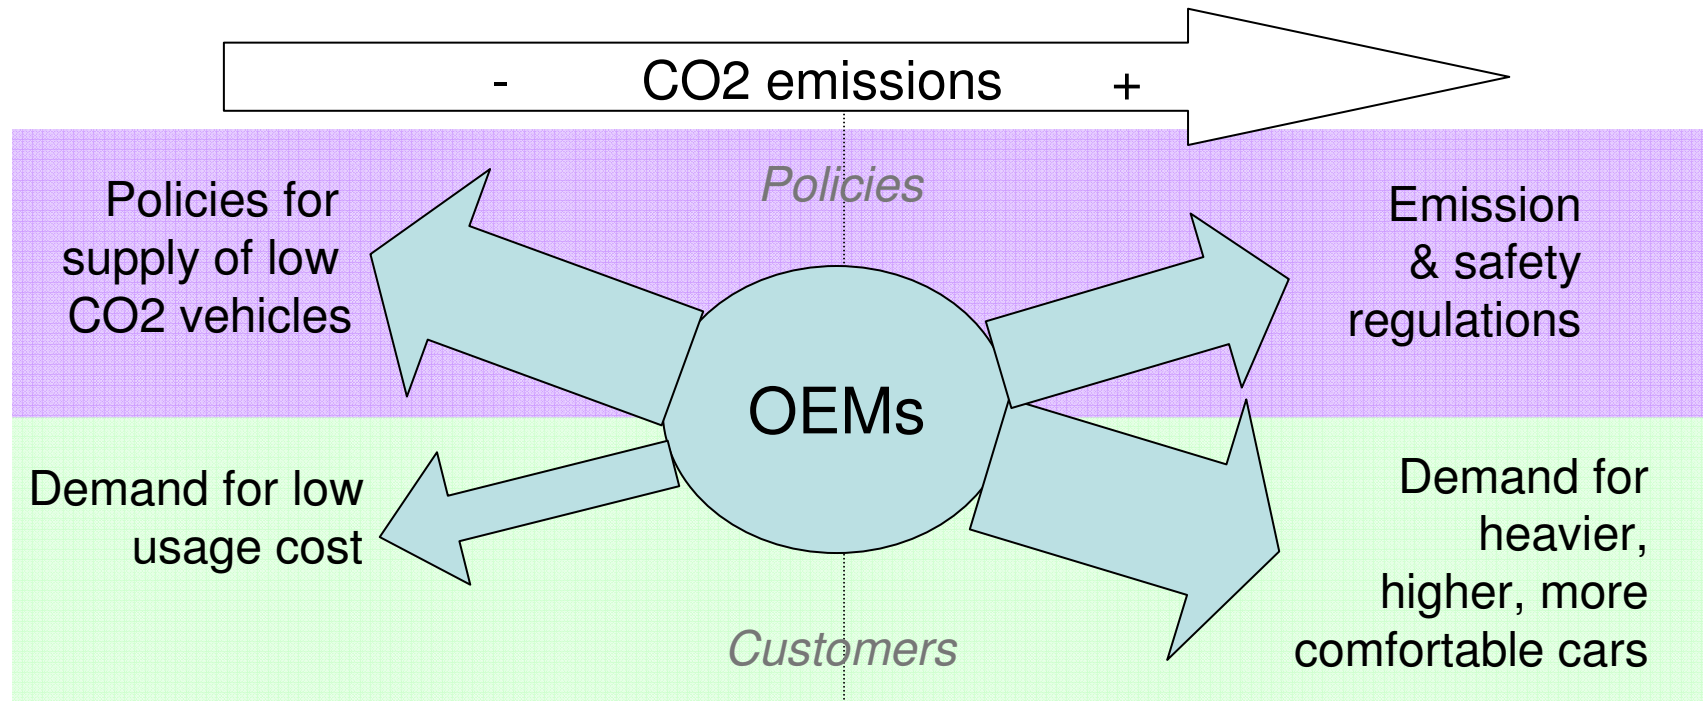 - CO2 emissions +
Policies
Policies for
supply of low
CO2 vehicles
Emission
& safety
regulations
OEMs
Demand for low
usage cost
Demand for
heavier,
higher, more
comfortable cars
Customers